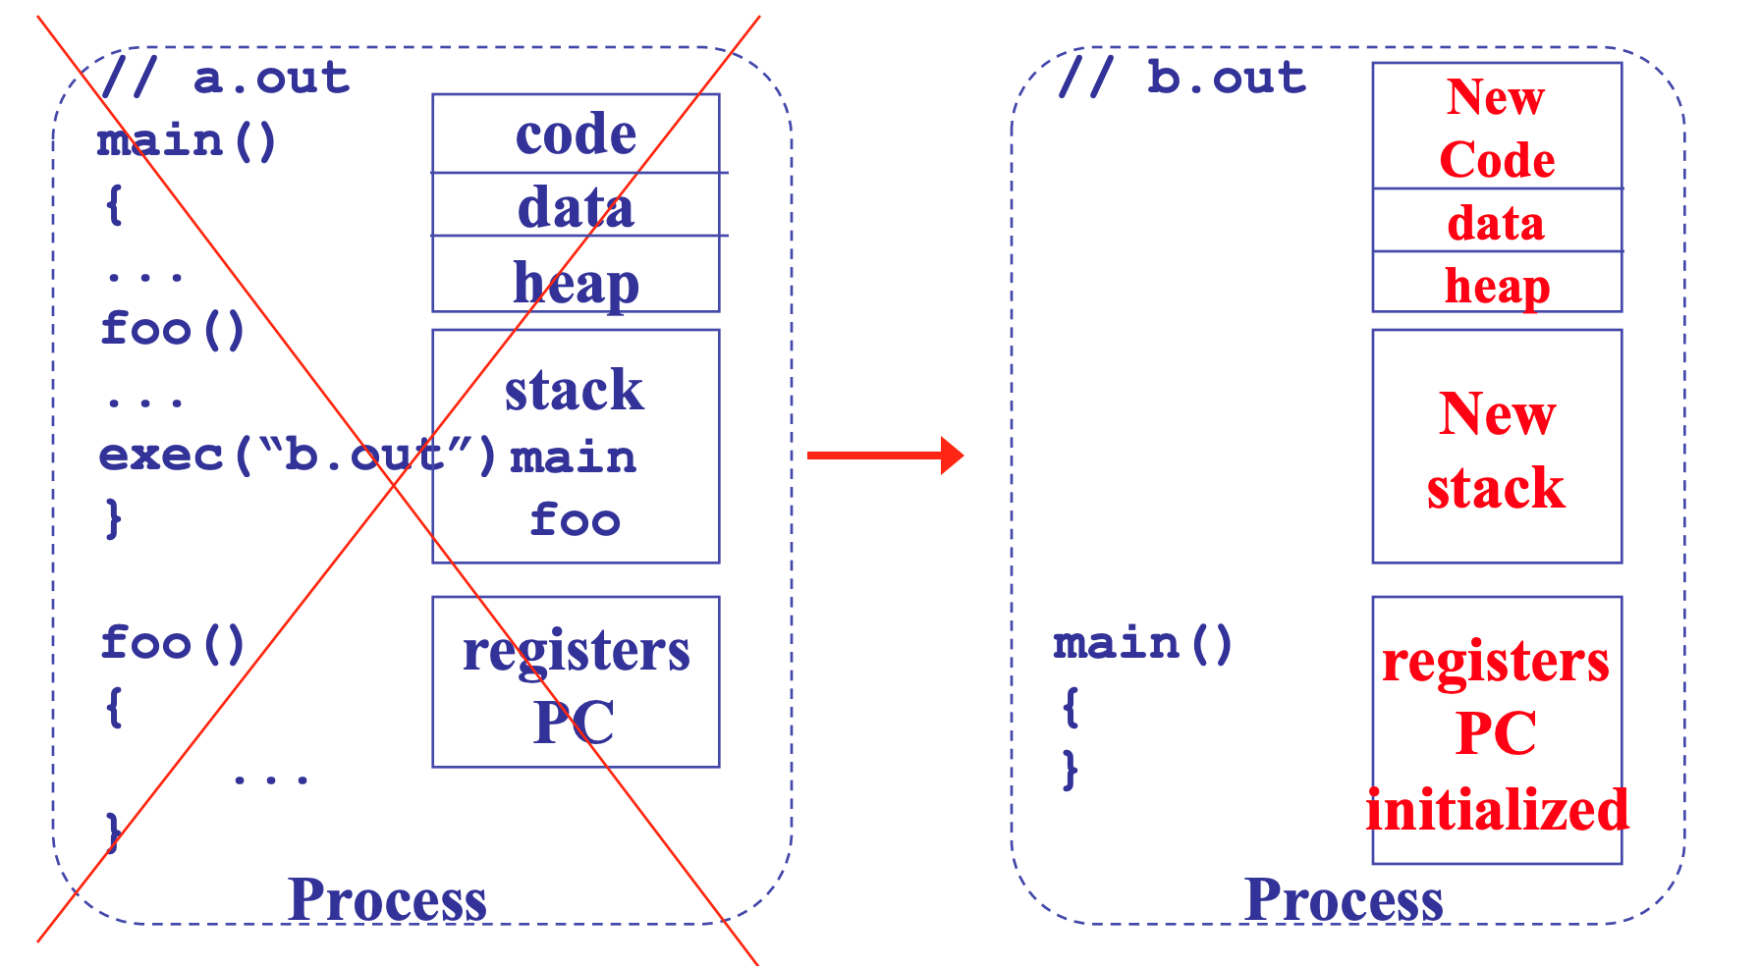 // a.out
main()
{
...
foo()
...
exec(“b.out”)
}
foo()
{
...
}
code
data
heap
stack
main
foo
registers
PC
Process
// b.out
main()
{
}
New
Code
data
heap
New
stack
registers
PC
initialized
Process